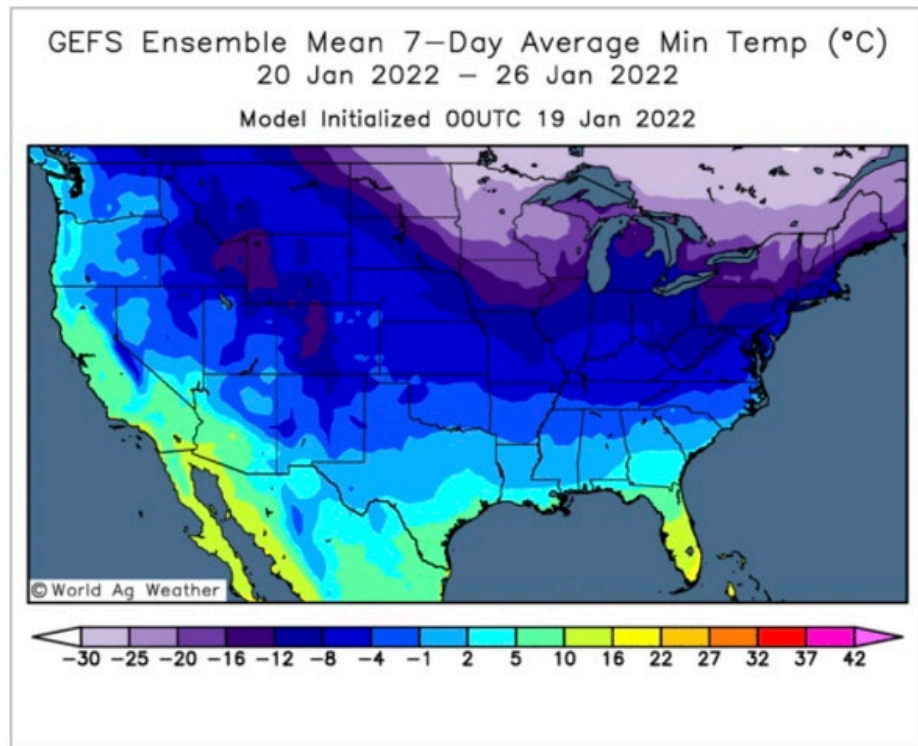 GEFS Ensemble Mean 7-Day Average Min Temp (°C)
20 Jan 2022 - 26 Jan 2022
Model Initialized 00UTC 19 Jan 2022
©World Ag Weather
-30 -25 -20 -16 -12 -8 -4 -1 2 5 10 16 22 27 32 37 42